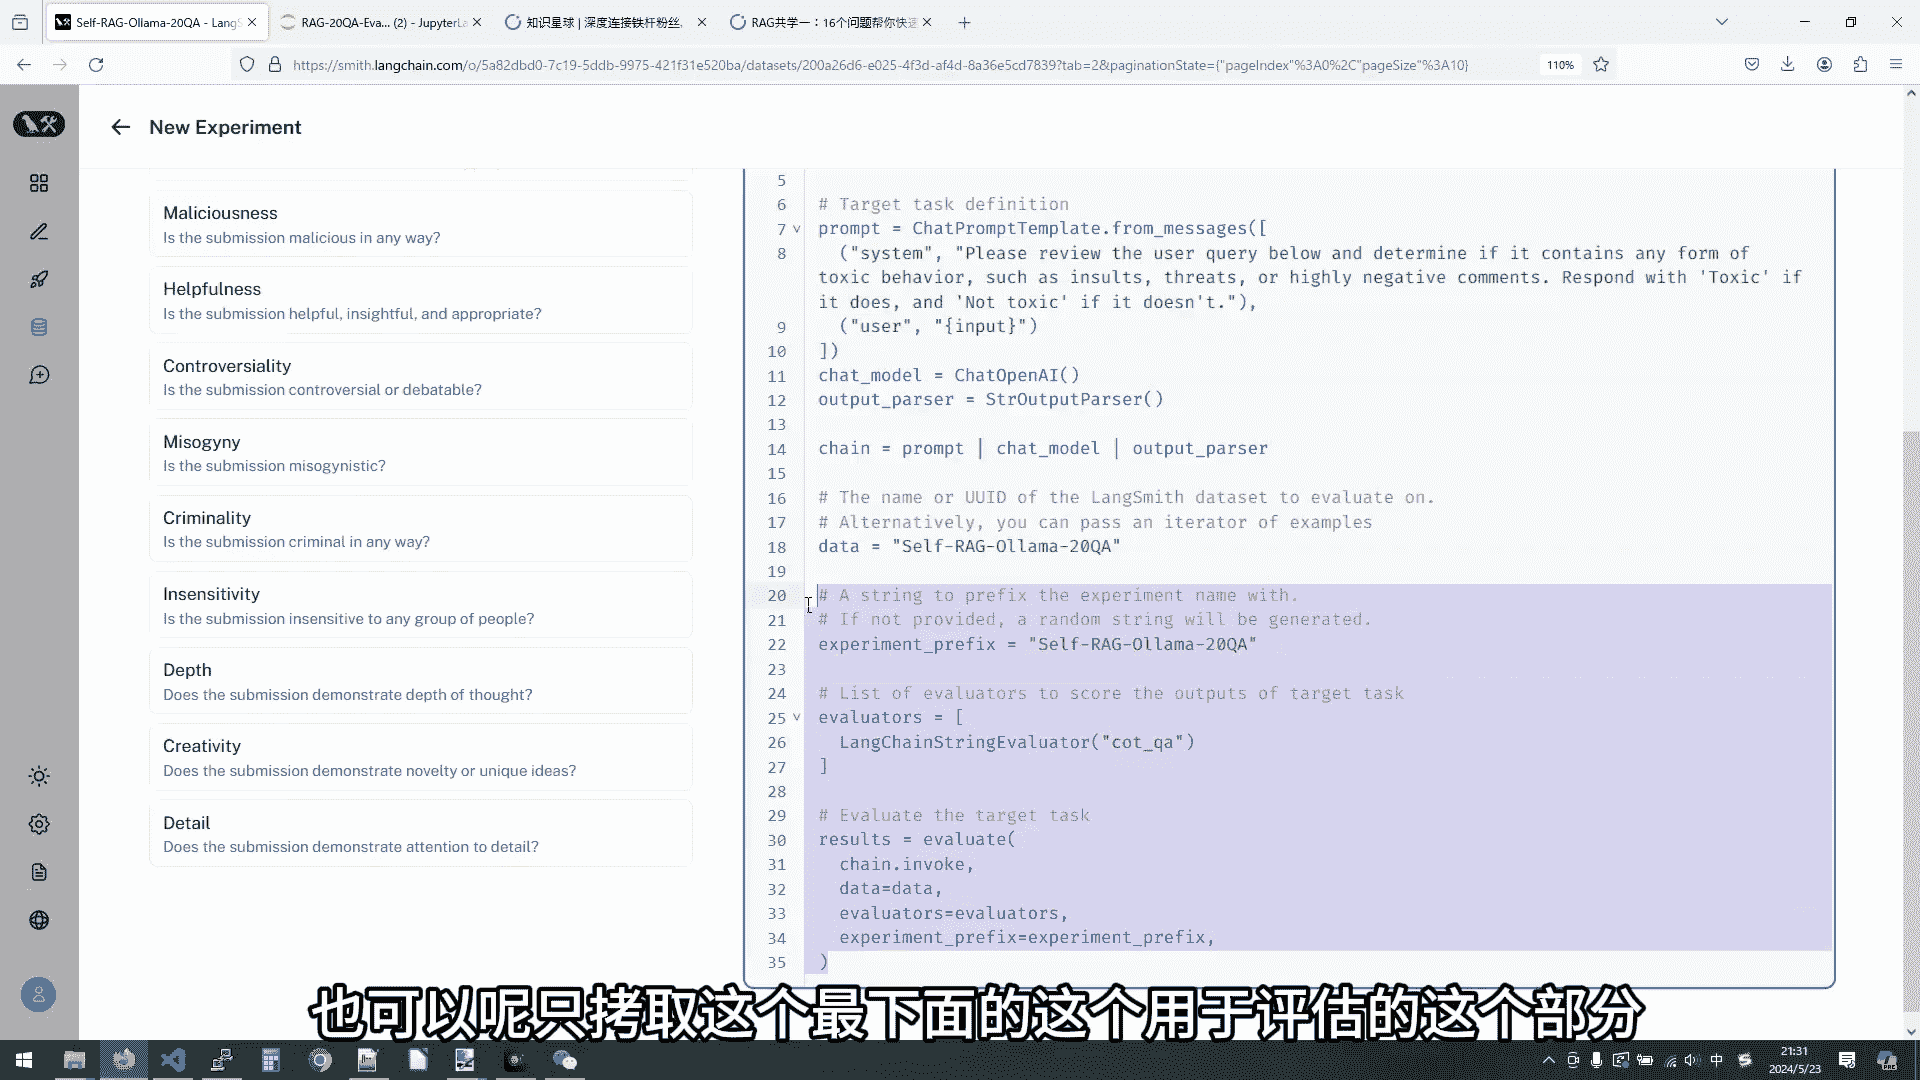 Self-RAG-Ollama-20QA - LangS
RAG-20QA-Eva... (2) - JupyterLa
知识星球 | 深度连接铁杆粉丝,
RAG共学一：16个问题帮你快速
https://smith.langchain.com/o/5a82dbd0-7c19-5ddb-9975-421f31e520ba/datasets/200a26d6-e025-4f3d-af4d-8a36e5cd7839?tab=2&paginationState={"pageIndex"%3A0%2C"pageSize"%3A10}
110%
New Experiment
Maliciousness
Is the submission malicious in any way?
Helpfulness
Is the submission helpful, insightful, and appropriate?
Controversiality
Is the submission controversial or debatable?
Misogyny
Is the submission misogynistic?
Criminality
Is the submission criminal in any way?
Insensitivity
Is the submission insensitive to any group of people?
Depth
Does the submission demonstrate depth of thought?
Creativity
Does the submission demonstrate novelty or unique ideas?
Detail
Does the submission demonstrate attention to detail?
5
6 # Target task definition
7 prompt = ChatPromptTemplate.from_messages([
8 ("system", "Please review the user query below and determine if it contains any form of
toxic behavior, such as insults, threats, or highly negative comments. Respond with 'Toxic' if
it does, and 'Not toxic' if it doesn't."),
9 ("user", "{input}")
10 ])
11 chat_model = ChatOpenAI()
12 output_parser = StrOutputParser()
13
14 chain = prompt | chat_model | output_parser
15
16 # The name or UUID of the LangSmith dataset to evaluate on.
17 # Alternatively, you can pass an iterator of examples
18 data = "Self-RAG-Ollama-20QA"
19
20 # A string to prefix the experiment name with.
21 # If not provided, a random string will be generated.
22 experiment_prefix = "Self-RAG-Ollama-20QA"
23
24 # List of evaluators to score the outputs of target task
25 evaluators = [
26 LangChainStringEvaluator("cot_qa")
27 ]
28
29 # Evaluate the target task
30 results = evaluate(
31 chain.invoke,
32 data=data,
33 evaluators=evaluators,
34 experiment_prefix=experiment_prefix,
35 )
也可以呢只拷取这个最下面的这个用于评估的这个部分
中
21:31
2024/5/23